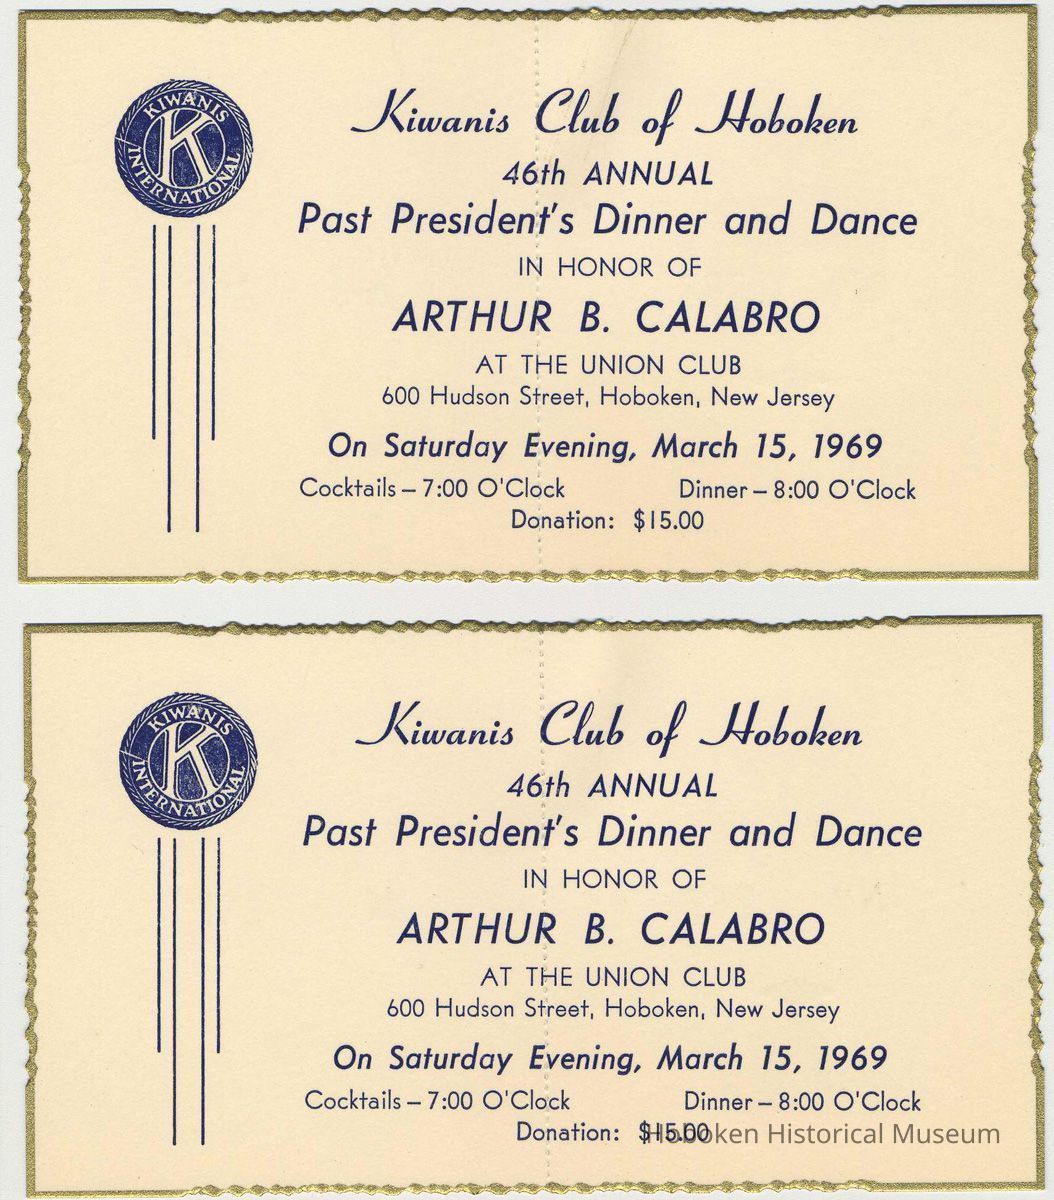 KIWANIS
K
INTERNATIONAL
Kiwanis Club of Hoboken
46th ANNUAL
Past President's Dinner and Dance
IN HONOR OF
ARTHUR B. CALABRO
AT THE UNION CLUB
600 Hudson Street, Hoboken, New Jersey
On Saturday Evening, March 15, 1969
Cocktails – 7:00 O'Clock Dinner – 8:00 O'Clock
Donation: $15.00
KIWANIS
K
INTERNATIONAL
Kiwanis Club of Hoboken
46th ANNUAL
Past President's Dinner and Dance
IN HONOR OF
ARTHUR B. CALABRO
AT THE UNION CLUB
600 Hudson Street, Hoboken, New Jersey
On Saturday Evening, March 15, 1969
Cocktails – 7:00 O'Clock Dinner – 8:00 O'Clock
Donation: $15.00
Hoboken Historical Museum